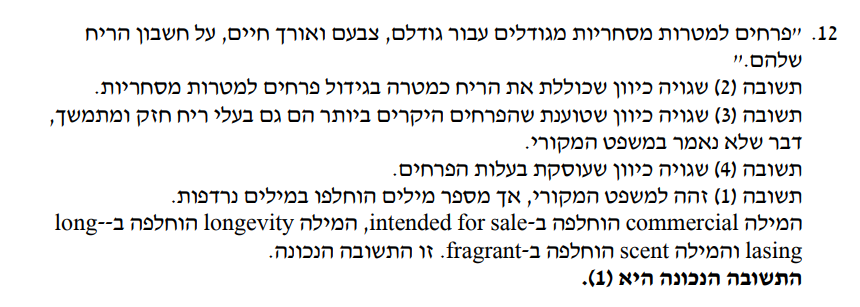 12. "פרחים למטרות מסחריות מגודלים עבור גודלם, צבעם ואורך חיים, על חשבון הריח
שלהם."
תשובה (2) שגויה כיוון שכוללת את הריח כמטרה בגידול פרחים למטרות מסחריות.
תשובה (3) שגויה כיוון שטוענת שהפרחים היקרים ביותר הם גם בעלי ריח חזק ומתמשך,
דבר שלא נאמר במשפט המקורי.
תשובה (4) שגויה כיוון שעוסקת בעלות הפרחים.
תשובה (1) זהה למשפט המקורי, אך מספר מילים הוחלפו במילים נרדפות.
המילה commercial הוחלפה ב-intended for sale, המילה longevity הוחלפה ב--long
lasing והמילה scent הוחלפה ב-fragrant. זו התשובה הנכונה.
התשובה הנכונה היא (1).